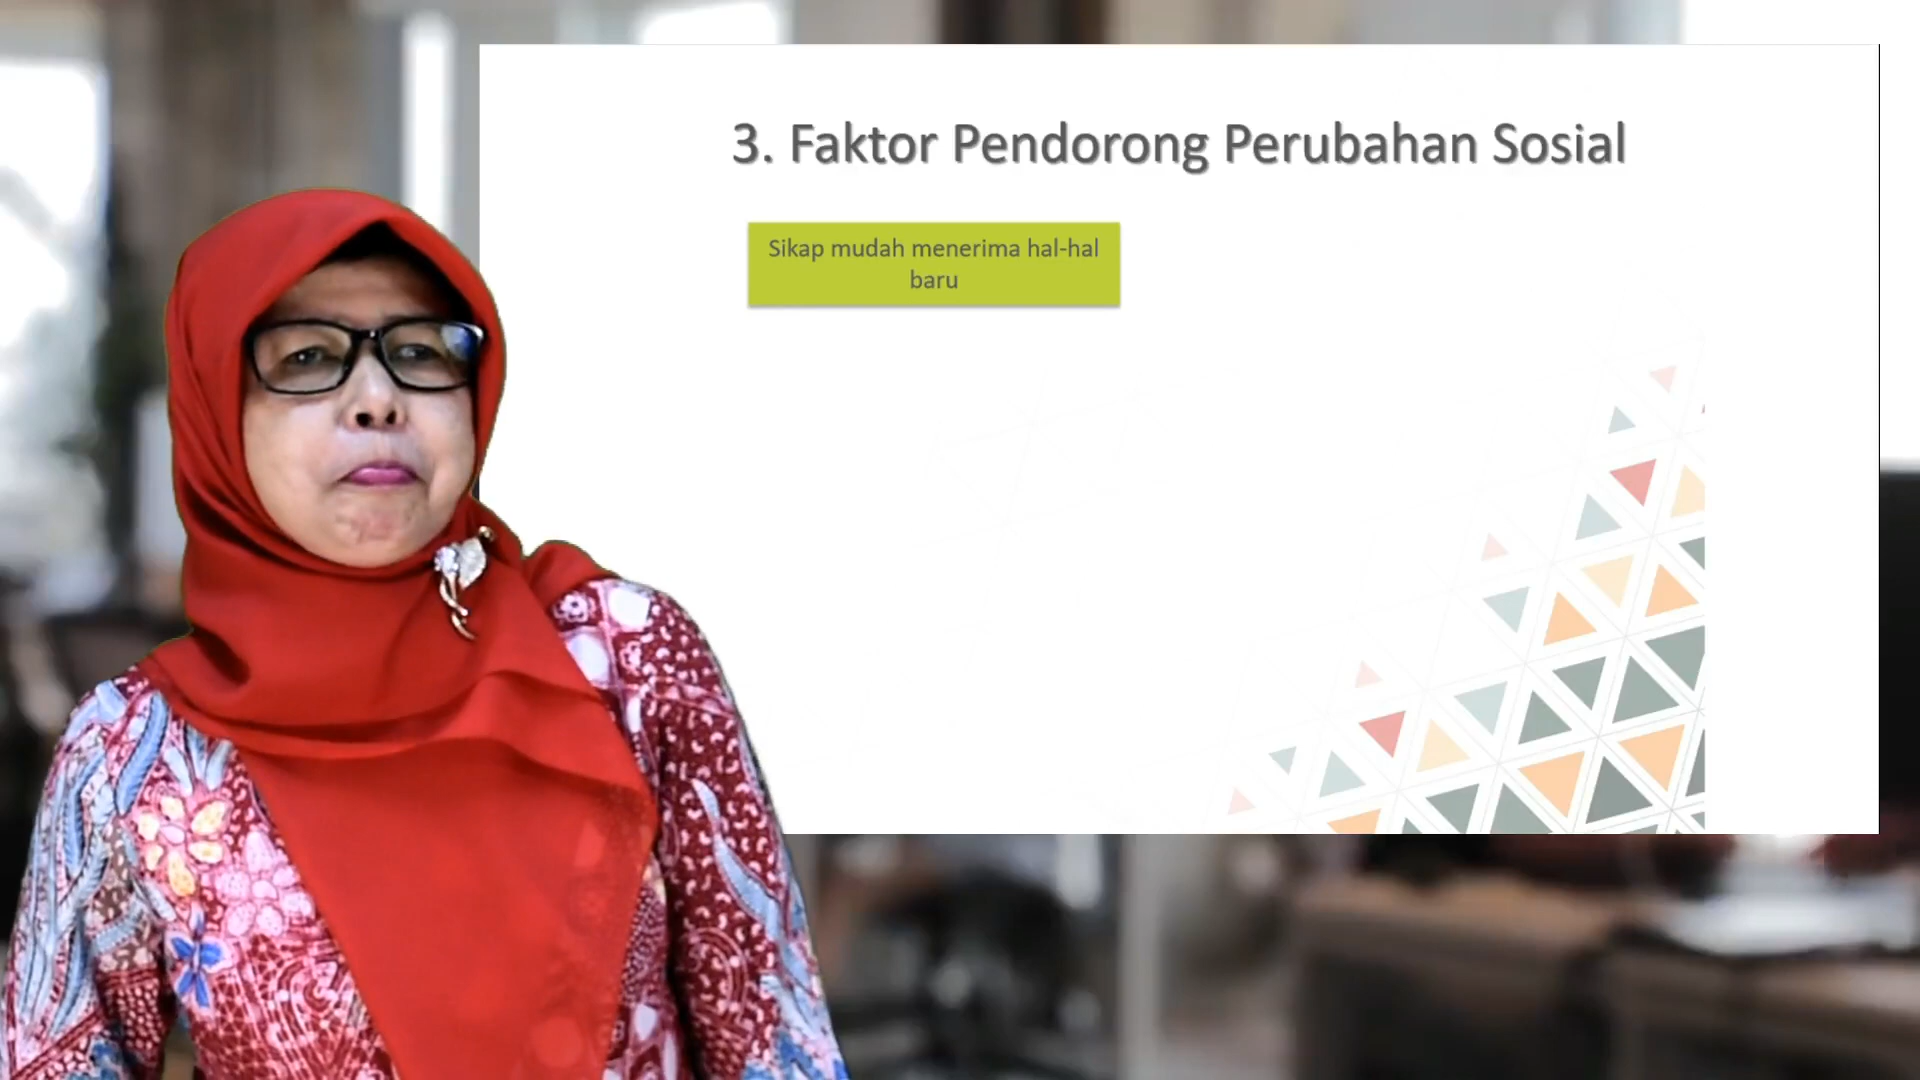 3. Faktor Pendorong Perubahan Sosial
Sikap mudah menerima hal-hal
baru